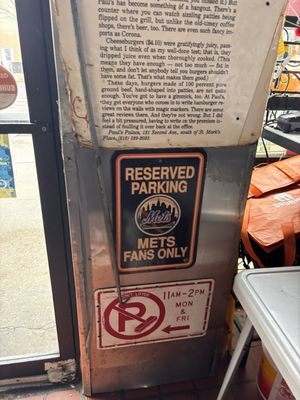 Paul's has become something of a hangout. There's a
counter where you can watch sizzling patties being
flipped on the grill, but unlike the old-timey coffee
shops, there's beer, too. There are even such fancy im-
ports as Corona.
Cheeseburgers ($4.10) were gratifyingly juicy, pass-
ing what I think of as my well-done test; that is, they
dripped juice even when thoroughly cooked. (This
means they have enough — not too much — fat in
them, and don't let anybody tell you burgers shouldn't
have some fat. That's what makes them good.)
These days, burgers made of 100 percent pure
ground beef, hand-shaped into patties, are not quite
enough. You've got to have a gimmick, too. At Paul's,
they get everyone who comes in to write hamburger re-
views on the walls with magic markers. There are some
great reviews there. And they're not wrong. But I did
feel a bit pressured, having to write on the premises in-
stead of mulling it over back at the office.
Paul's Palace, 131 Second Ave., at St. Mark's
Place, (212) 529-3033
RESERVED
PARKING
Mets
METS
FANS ONLY
11AM-2PM
MON &
FRI